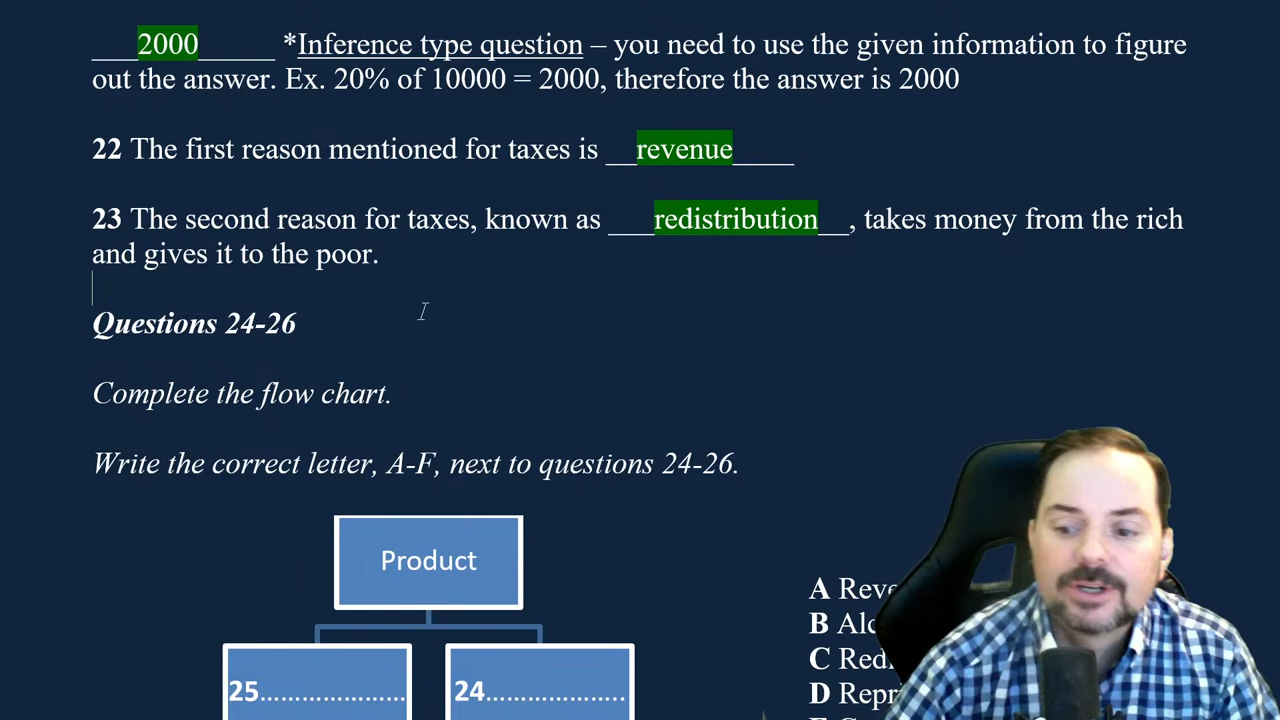 ___2000_____ *Inference type question – you need to use the given information to figure
out the answer. Ex. 20% of 10000 = 2000, therefore the answer is 2000
22 The first reason mentioned for taxes is __revenue____
23 The second reason for taxes, known as ___redistribution__, takes money from the rich
and gives it to the poor.
Questions 24-26
Complete the flow chart.
Write the correct letter, A-F, next to questions 24-26.
Product
25.....................
24....................
A
B
C
D